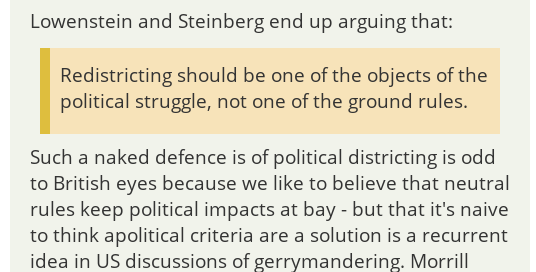 Lowenstein and Steinberg end up arguing that:
Redistricting should be one of the objects of the
political struggle, not one of the ground rules.
Such a naked defence is of political districting is odd
to British eyes because we like to believe that neutral
rules keep political impacts at bay - but that it's naive
to think apolitical criteria are a solution is a recurrent
idea in US discussions of gerrymandering. Morrill